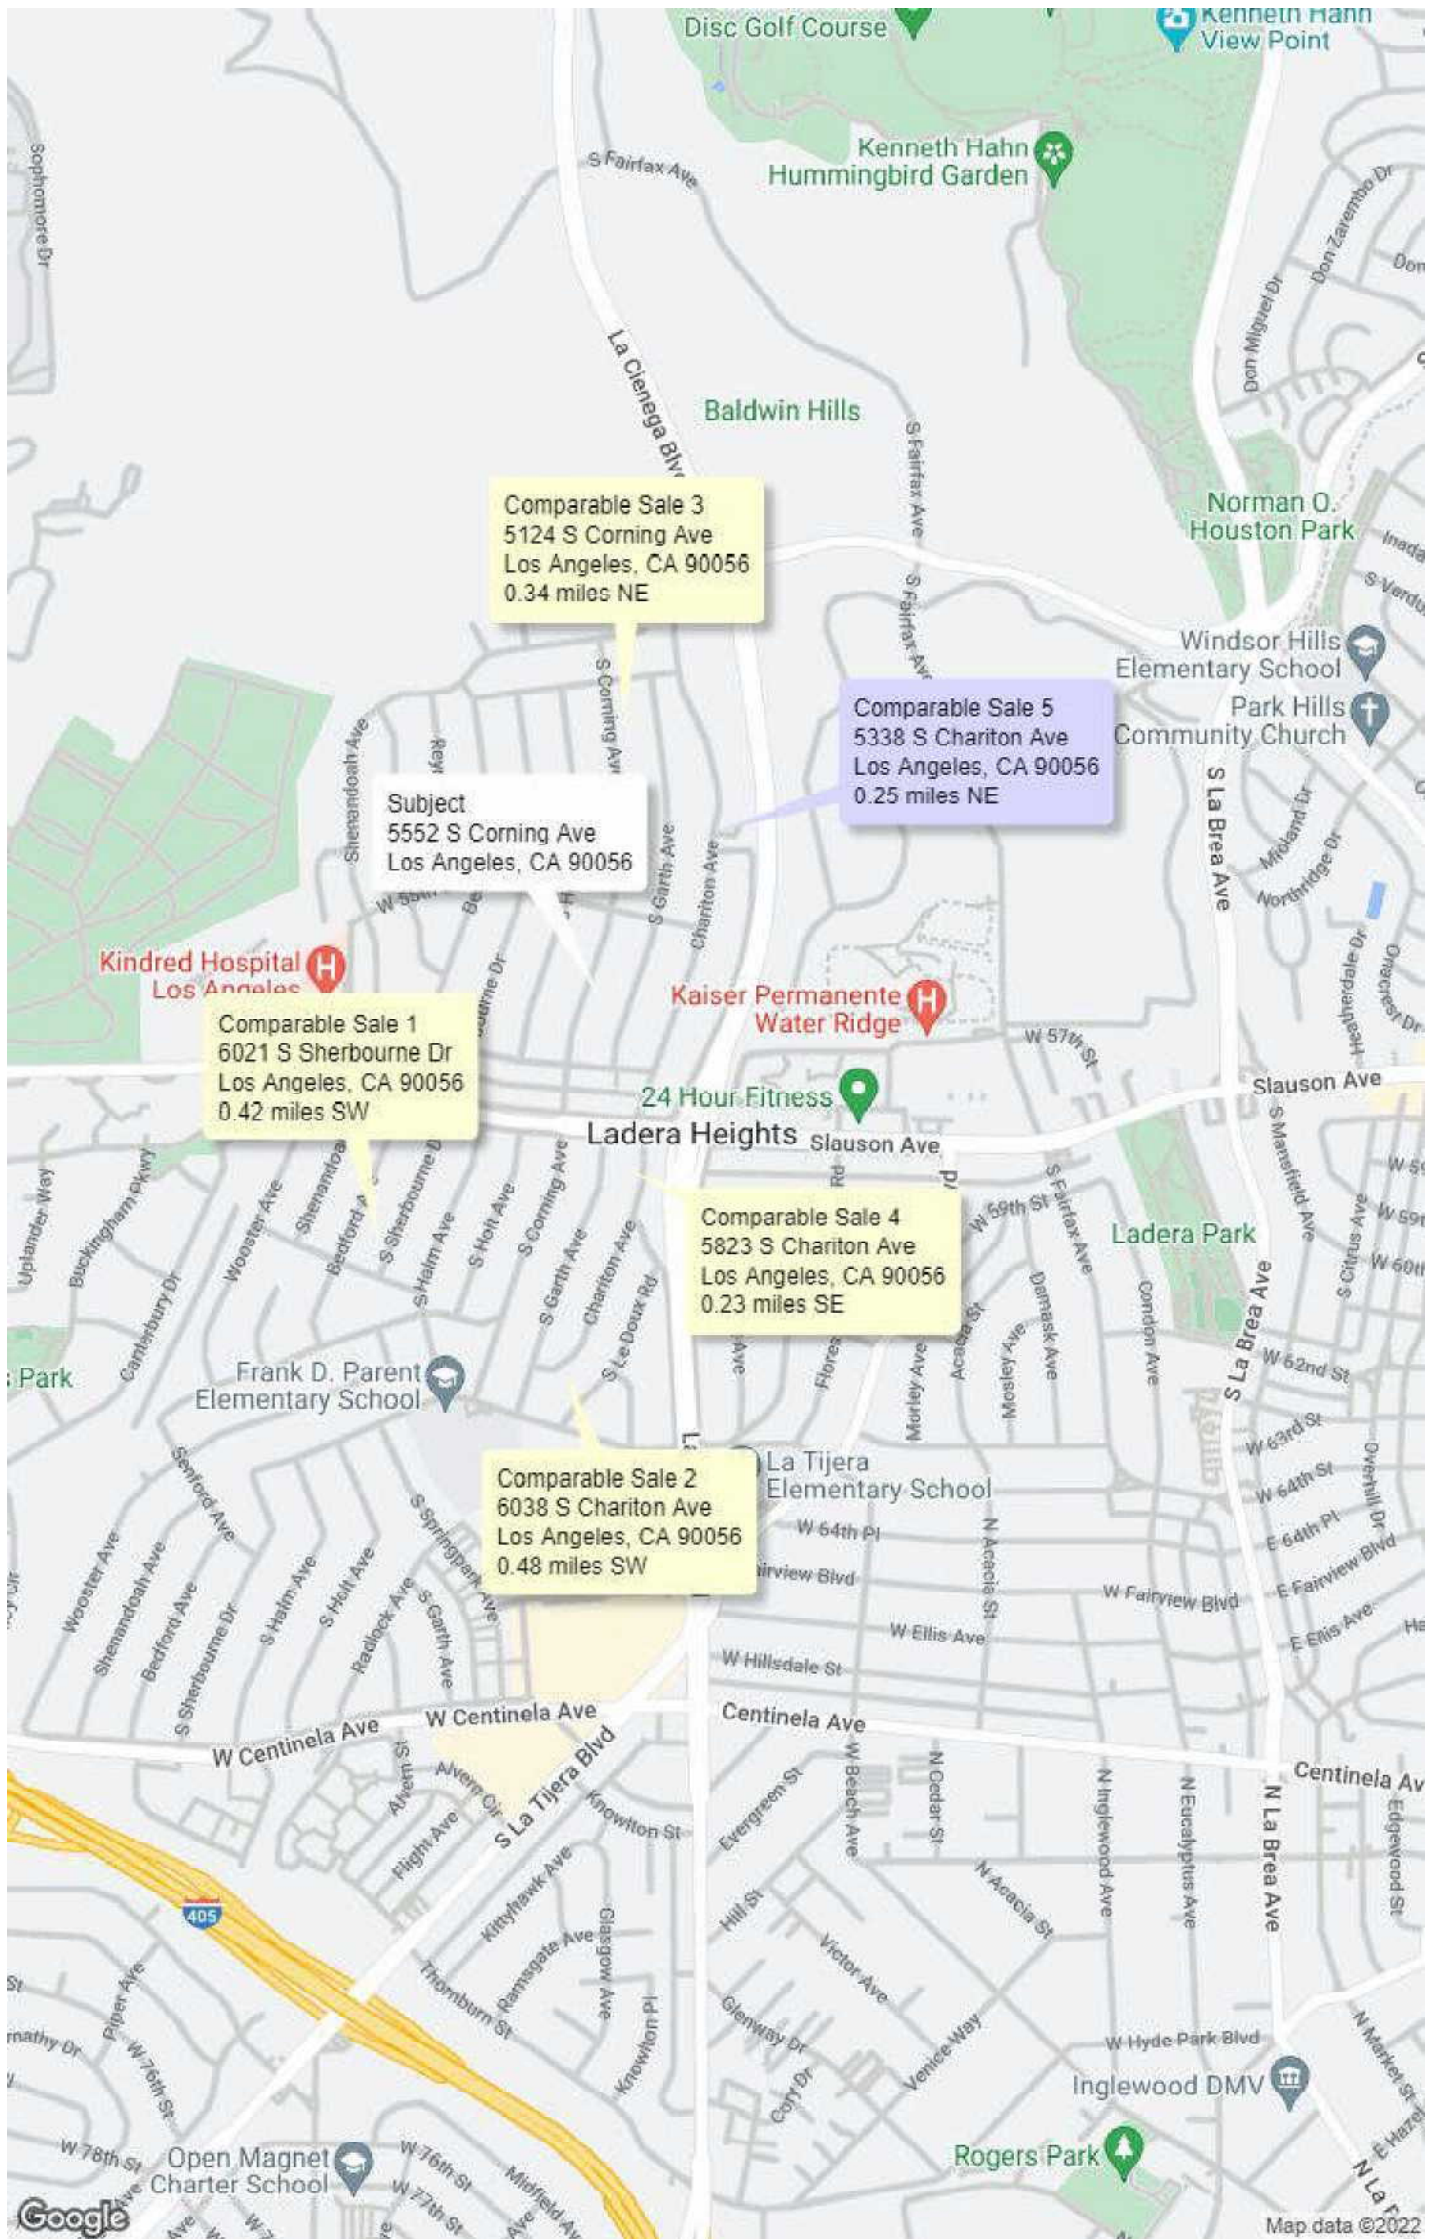 Disc Golf Course
Kenneth Hahn
View Point
Kenneth Hahn
Hummingbird Garden
Sophomore Dr
S Fairfax Ave
Don Zarembo Dr
Don Miguel Dr
La Cienega Blvd
Baldwin Hills
S Fairfax Ave
Norman O.
Houston Park
Comparable Sale 3
5124 S Corning Ave
Los Angeles, CA 90056
0.34 miles NE
S Fairfax Ave
Windsor Hills
Elementary School
Park Hills
Community Church
S Corning Ave
Comparable Sale 5
5338 S Chariton Ave
Los Angeles, CA 90056
0.25 miles NE
Shenandoah Ave
Subject
5552 S Corning Ave
Los Angeles, CA 90056
S La Brea Ave
Midland Dr
Northridge Dr
S Garth Ave
Chariton Ave
W 55th
Kindred Hospital
Los Angeles
Kaiser Permanente
Water Ridge
Heatherdale Dr
Onacrest Dr
W 57th St
Comparable Sale 1
6021 S Sherbourne Dr
Los Angeles, CA 90056
0.42 miles SW
24 Hour Fitness
Slauson Ave
Ladera Heights
Slauson Ave
S Mansfield Ave
Uplander Way
Buckingham Pkwy
Wooster Ave
S Sherbourne D
S Halm Ave
S Holt Ave
S Corning Ave
S Garth Ave
Chariton Ave
S Le Doux Rd
Canterbury Dr
Comparable Sale 4
5823 S Chariton Ave
Los Angeles, CA 90056
0.23 miles SE
W 59th St
S Fairfax Ave
Ladera Park
S Citrus Ave
W 60th
Damask Ave
Condon Ave
S La Brea Ave
W 62nd St
Park
Frank D. Parent
Elementary School
Morley Ave
Acacia St
Mosley Ave
W 63rd St
W 64th St
Overhill Dr
La Tijera
Elementary School
Comparable Sale 2
6038 S Chariton Ave
Los Angeles, CA 90056
0.48 miles SW
Senford Ave
S Springpark Ave
W 64th Pl
N Acacia St
E 64th Pl
E Fairview Blvd
W Fairview Blvd
Wooster Ave
Shenandoah Ave
Bedford Ave
S Sherbourne Dr
S Halm Ave
S Holt Ave
Radlock Ave
S Garth Ave
W Ellis Ave
E Ellis Ave
W Hillsdale St
W Centinela Ave
W Centinela Ave
Centinela Ave
Centinela Av
Alvern St
Alvern Cir
Flight Ave
S La Tijera Blvd
Knowlton St
Evergreen St
W Beach Ave
N Cedar St
N Inglewood Ave
N Eucalyptus Ave
N La Brea Ave
Edgewood St
405
Kittyhawk Ave
Ramsgate Ave
Glasgow Ave
Thornburn St
Knowlton Pl
Hill St
Victor Ave
N Acacia St
Glenway Dr
Cory Dr
Venice Way
W Hyde Park Blvd
N Market St
Inglewood DMV
Piper Ave
W 76th St
W 78th St
Open Magnet
Charter School
W 76th St
W 77th St
Midfield Av
Rogers Park
E Hazel
Google
Map data ©2022